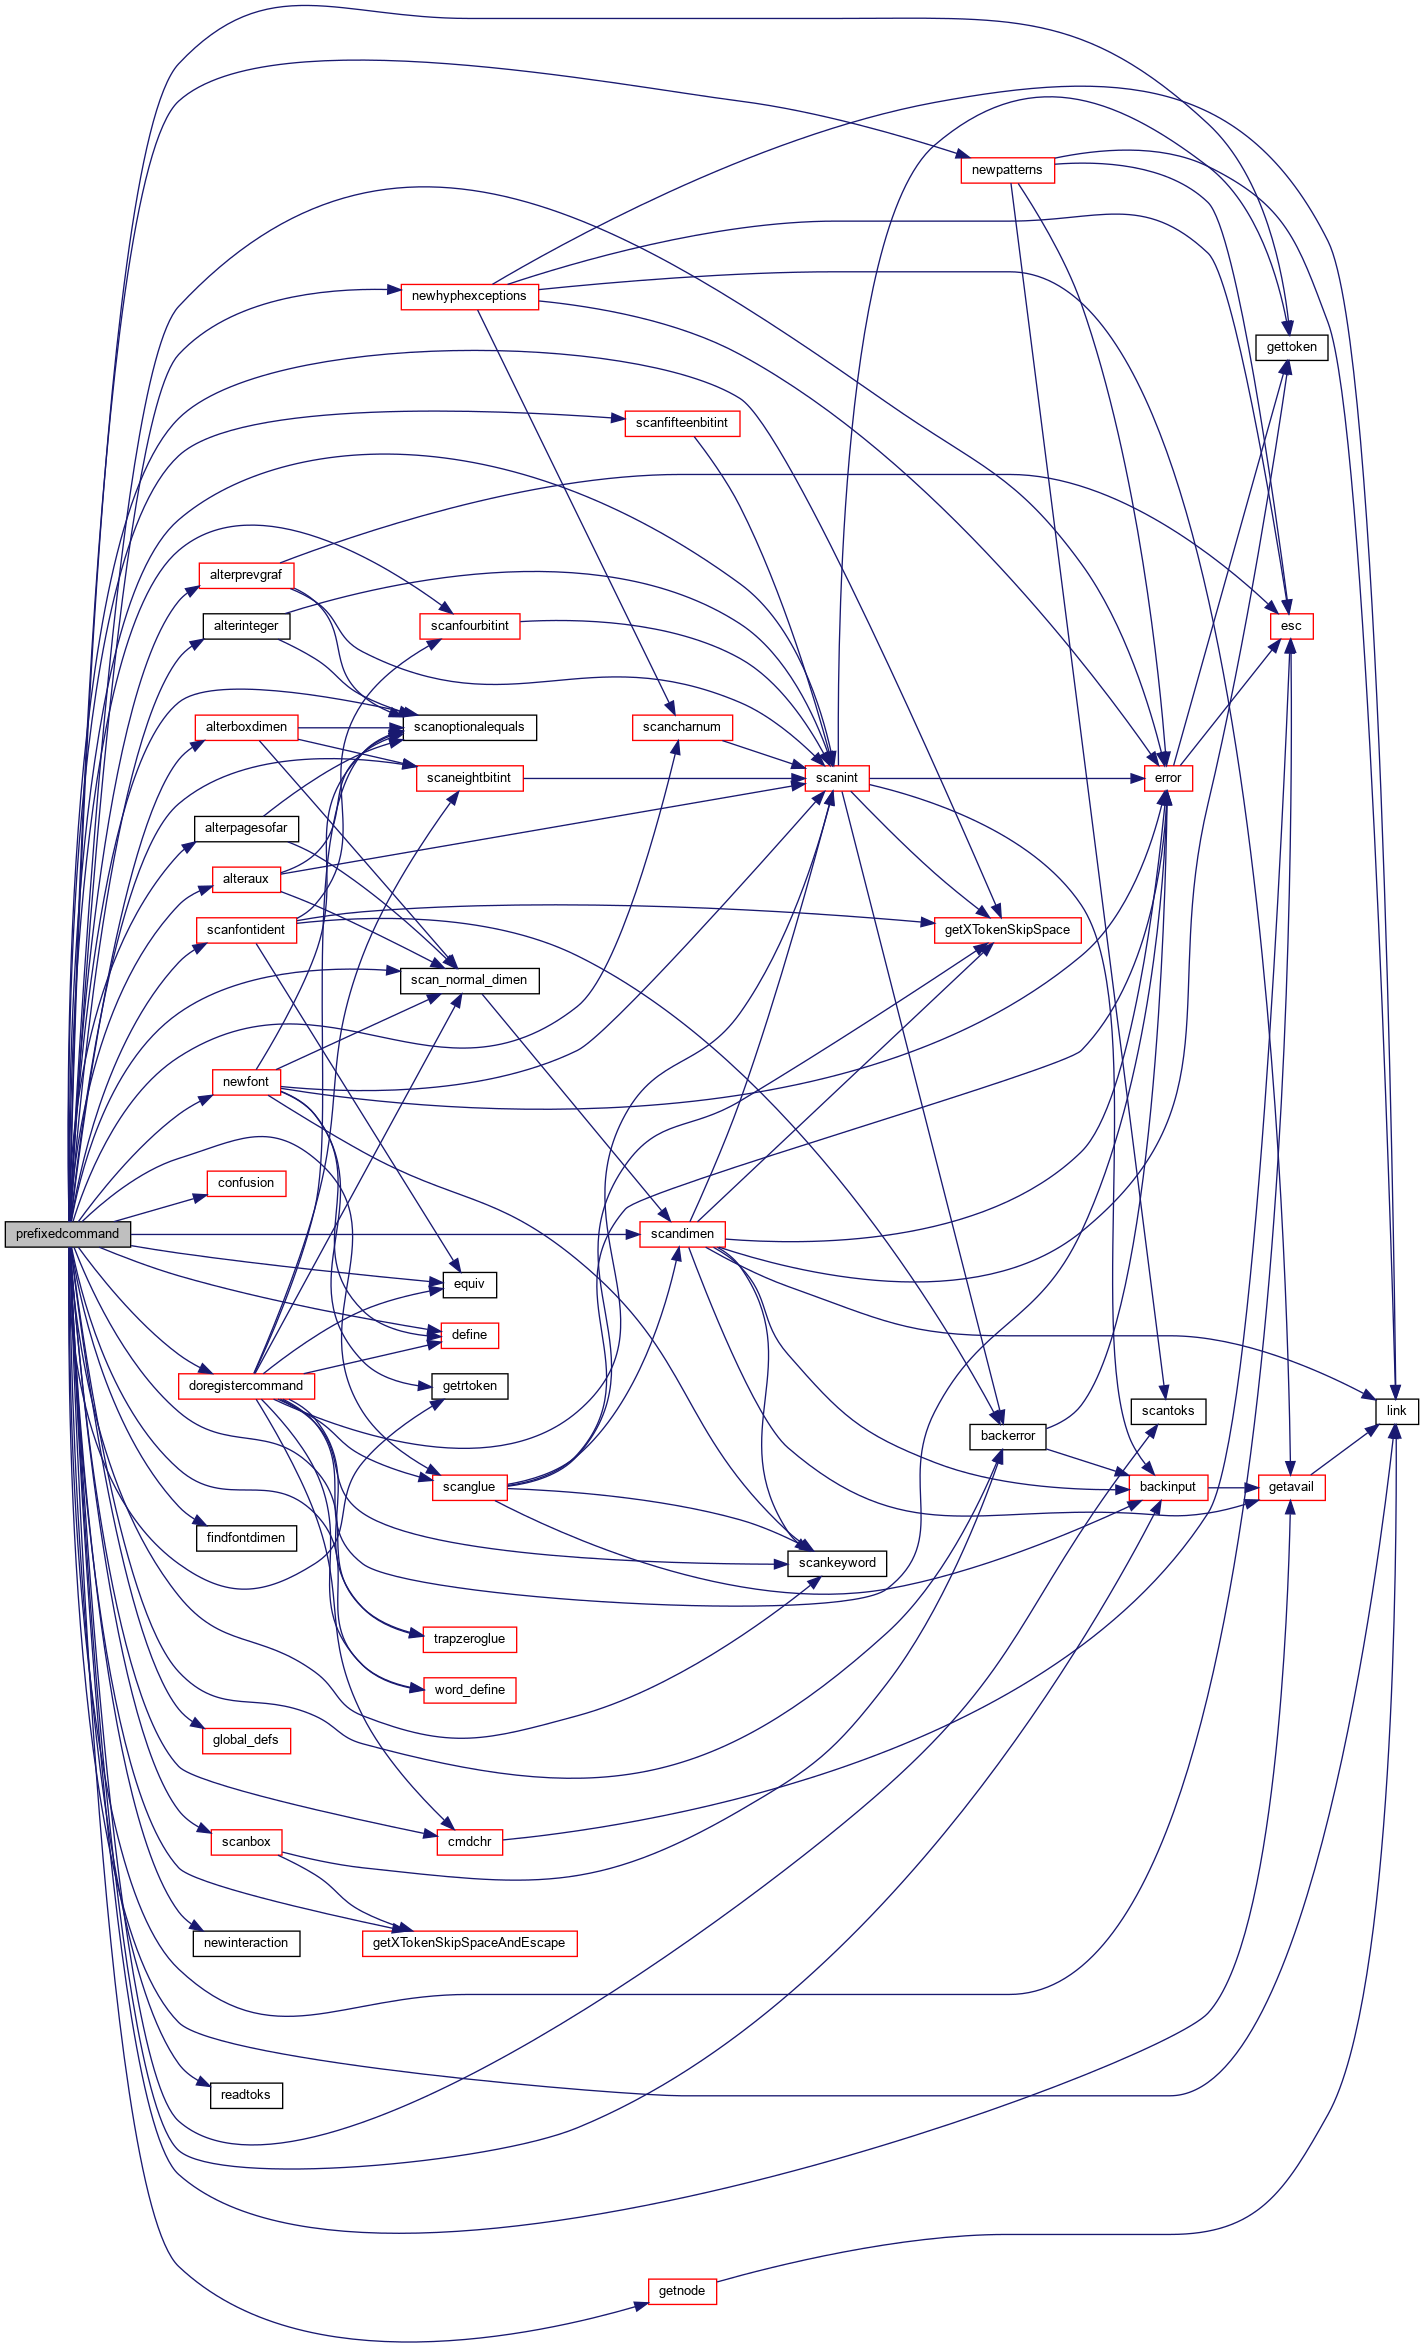 newpatterns
newhyphexceptions
gettoken
scanfifteenbitint
alterprevgraf
alterinteger
scanfourbitint
esc
alterboxdimen
scanoptionalequals
scancharnum
scaneightbitint
scanint
error
alterpagesofar
alteraux
scanfontident
getXTokenSkipSpace
scan_normal_dimen
newfont
confusion
prefixedcommand
scandimen
equiv
define
doregistercommand
getrtoken
scantoks
link
backerror
scanglue
backinput
getavail
findfontdimen
scankeyword
trapzeroglue
word_define
global_defs
scanbox
cmdchr
newinteraction
getXTokenSkipSpaceAndEscape
readtoks
getnode